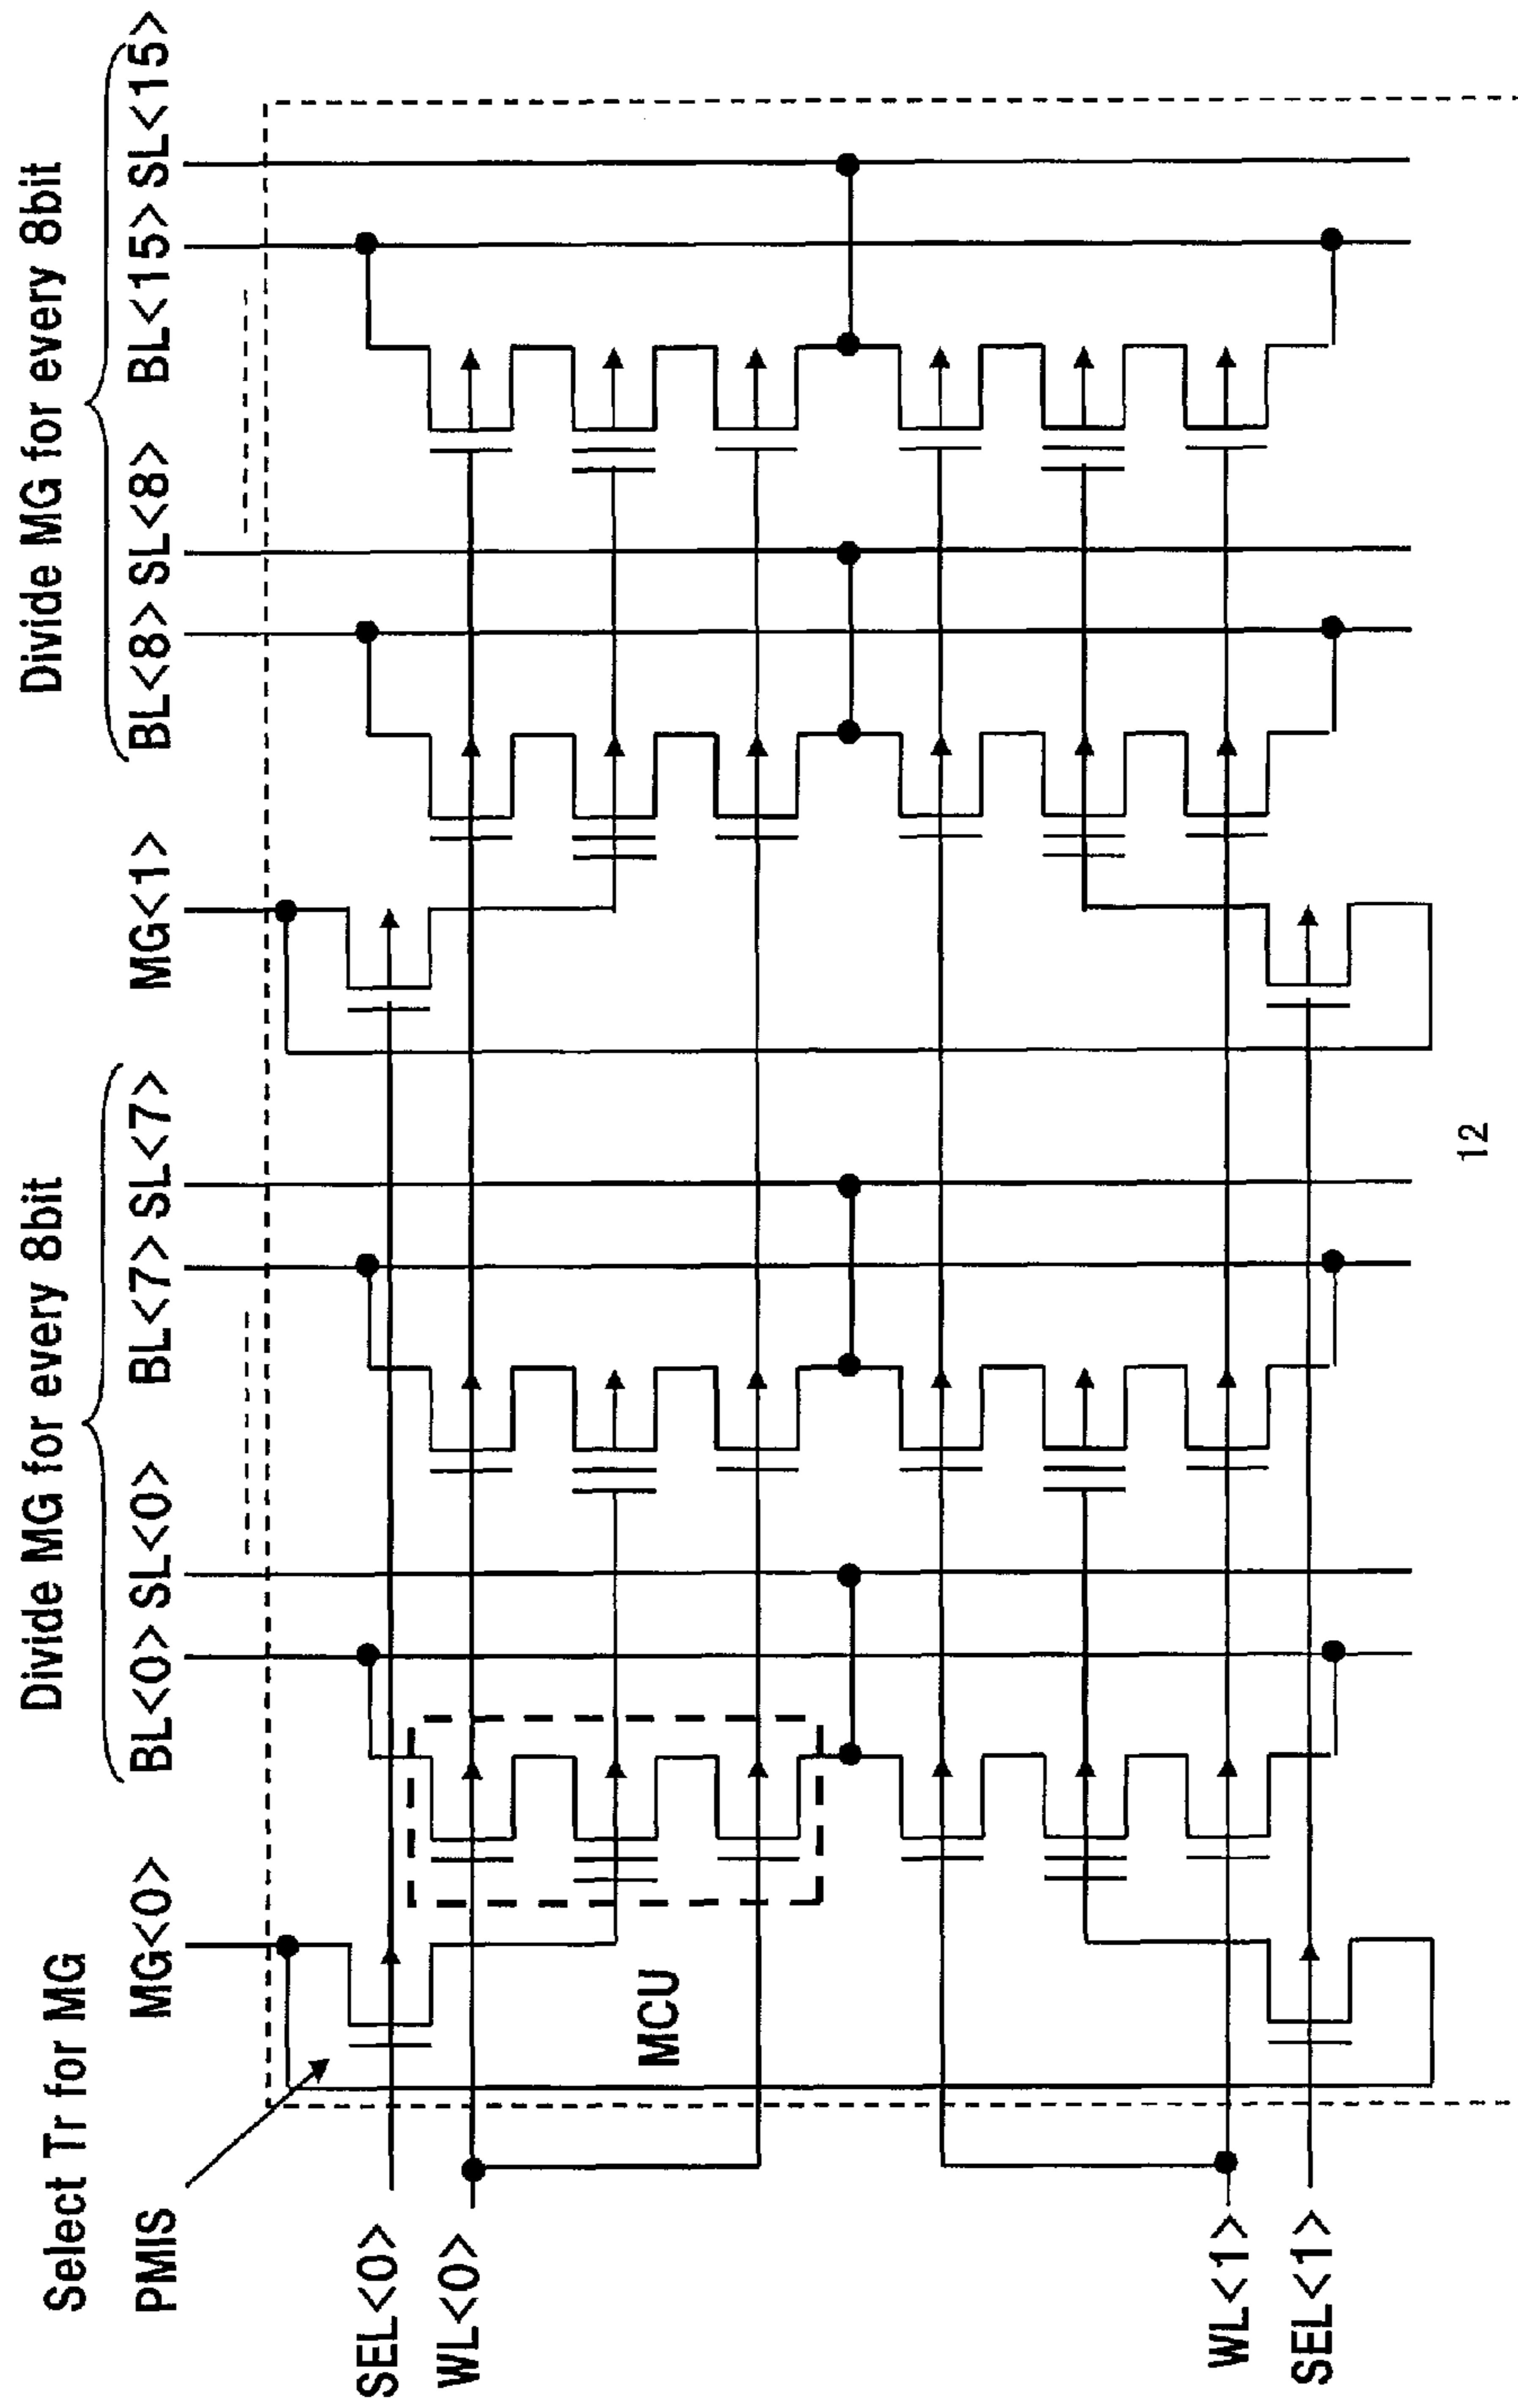 Select Tr for MG
Divide MG for every 8bit
Divide MG for every 8bit
PMIS
MG<0>
BL<0> SL<0>
BL<7> SL<7>
MG<1>
BL<8> SL<8>
BL<15> SL<15>
SEL<0>
WL<0>
MCU
WL<1>
SEL<1>
12